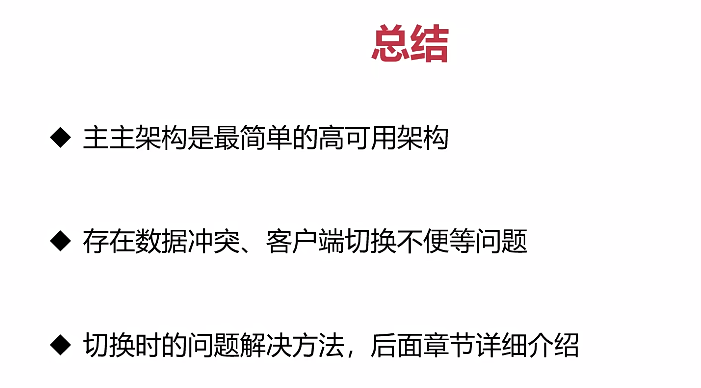 总结
◆ 主主架构是最简单的高可用架构
◆ 存在数据冲突、客户端切换不便等问题
◆ 切换时的问题解决方法，后面章节详细介绍